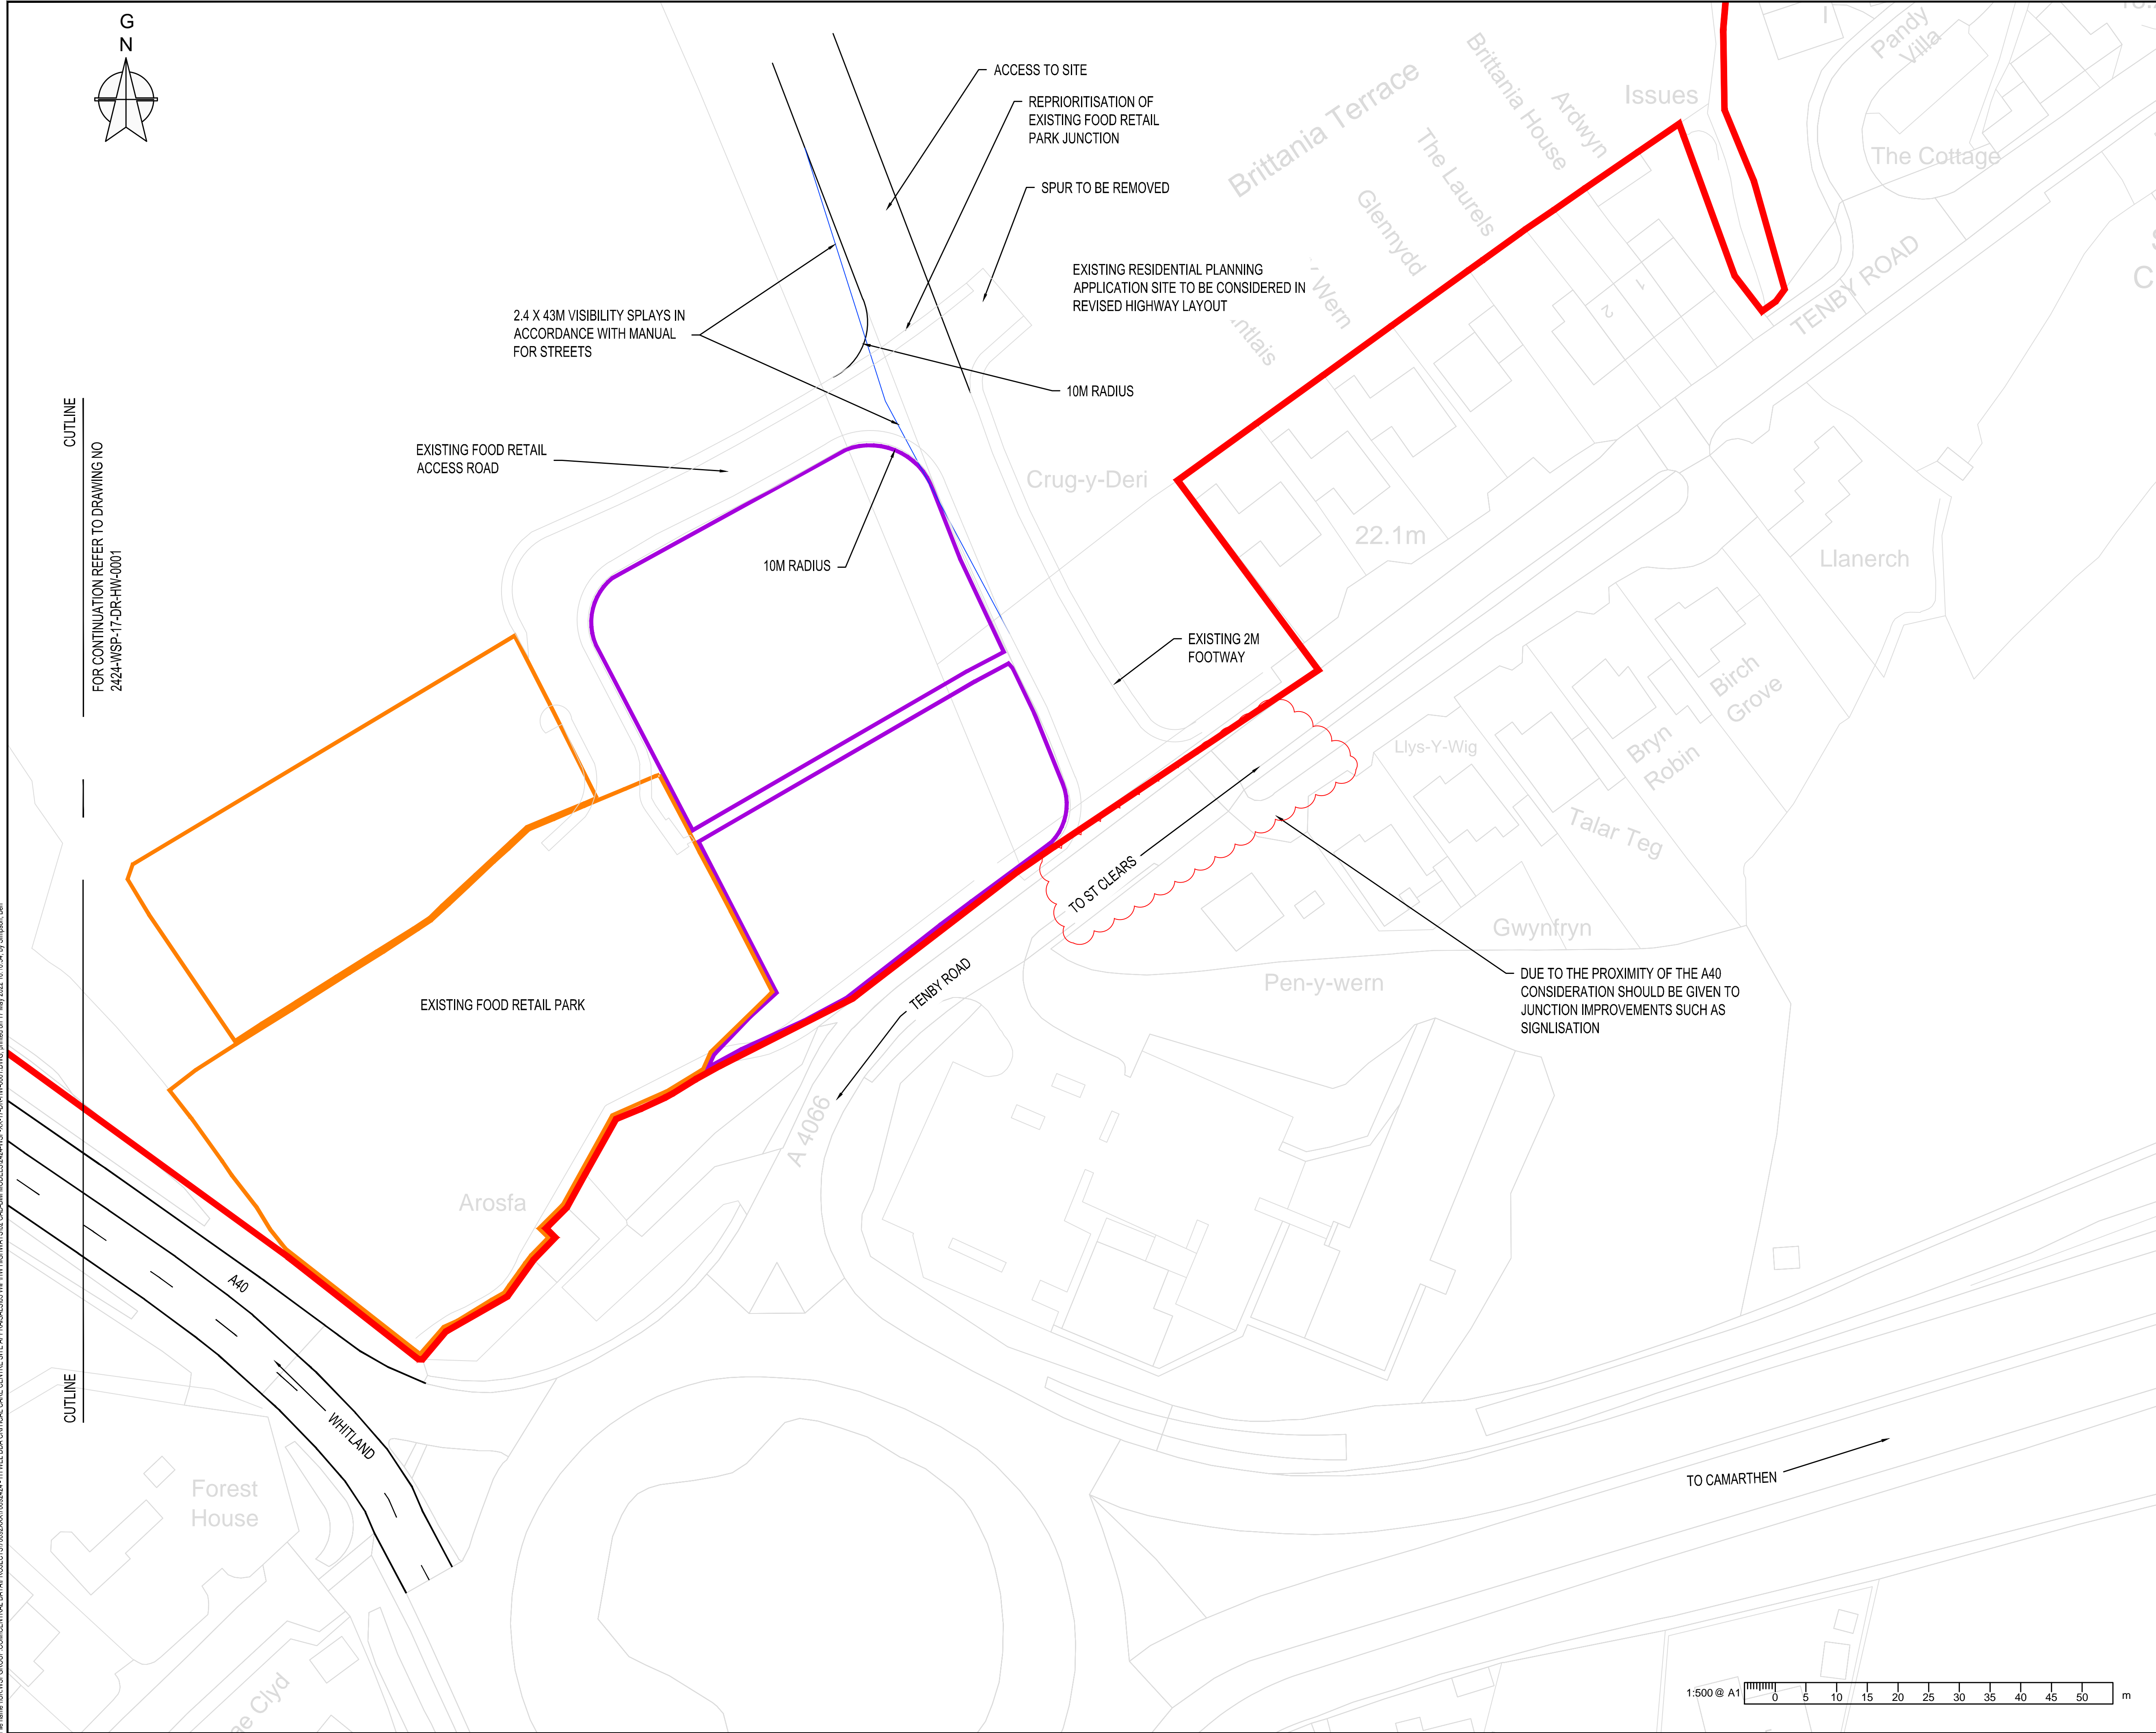 G
N
ACCESS TO SITE
REPRIORITISATION OF
EXISTING FOOD RETAIL
PARK JUNCTION
SPUR TO BE REMOVED
EXISTING RESIDENTIAL PLANNING
APPLICATION SITE TO BE CONSIDERED IN
REVISED HIGHWAY LAYOUT
2.4 X 43M VISIBILITY SPLAYS IN
ACCORDANCE WITH MANUAL
FOR STREETS
10M RADIUS
EXISTING FOOD RETAIL
ACCESS ROAD
10M RADIUS
EXISTING 2M
FOOTWAY
CUTLINE
FOR CONTINUATION REFER TO DRAWING NO
2424-WSP-17-DR-HW-0001
CUTLINE
Brittania Terrace
Brittania House
Ardwyn
The Laurels
Glennydd
Wern
Issues
Pandy
Villa
The Cottage
1
2
TENBY ROAD
Crug-y-Deri
22.1m
Llanerch
Birch
Grove
Bryn
Robin
Llys-Y-Wig
Talar Teg
Gwynfryn
Pen-y-wern
TO ST CLEARS
TENBY ROAD
A 4066
DUE TO THE PROXIMITY OF THE A40
CONSIDERATION SHOULD BE GIVEN TO
JUNCTION IMPROVEMENTS SUCH AS
SIGNLISATION
EXISTING FOOD RETAIL PARK
Arosfa
A40
WHITLAND
Forest
House
Clyd
TO CAMARTHEN
1:500 @ A1
0 5 10 15 20 25 30 35 40 45 50
m